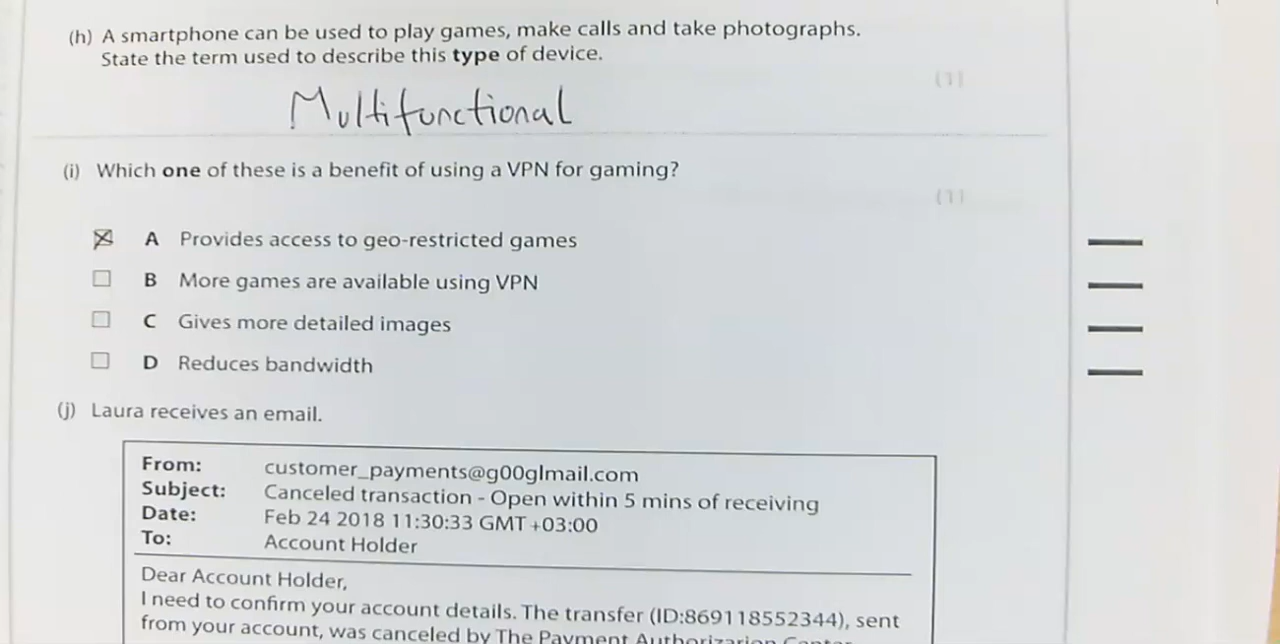 (h) A smartphone can be used to play games, make calls and take photographs.
State the term used to describe this type of device.
(1)
Multifunctional
(i) Which one of these is a benefit of using a VPN for gaming?
(1)
A Provides access to geo-restricted games
B More games are available using VPN
C Gives more detailed images
D Reduces bandwidth
(j) Laura receives an email.
From: customer_payments@g00glmail.com
Subject: Canceled transaction - Open within 5 mins of receiving
Date: Feb 24 2018 11:30:33 GMT +03:00
To: Account Holder
Dear Account Holder,
I need to confirm your account details. The transfer (ID:869118552344), sent
from your account, was canceled by The Payment Authorization Center